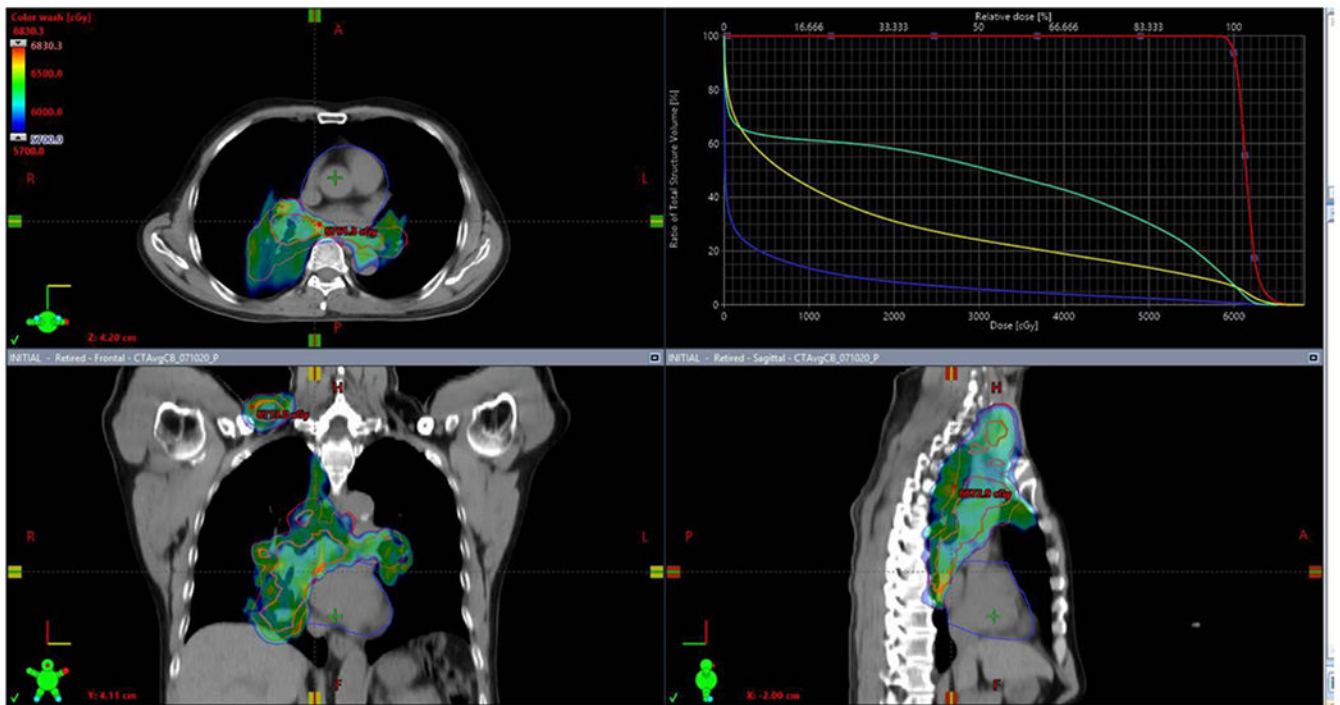 Color wash [cGy]
6830.3
6830.3
6500.0
6000.0
5700.0
5700.0
A
R
L
P
Z: 4.20 cm
Relative dose [%]
0 16.666 33.333 50 66.666 83.333 100
Ratio of Total Structure Volume [%]
100
80
60
40
20
0
0 1000 2000 3000 4000 5000 6000
Dose [cGy]
INITIAL - Retired - Frontal - CTAvgCB_071020_P
H
R
L
F
Y: 4.11 cm
INITIAL - Retired - Sagittal - CTAvgCB_071020_P
H
P
A
F
X: -2.00 cm